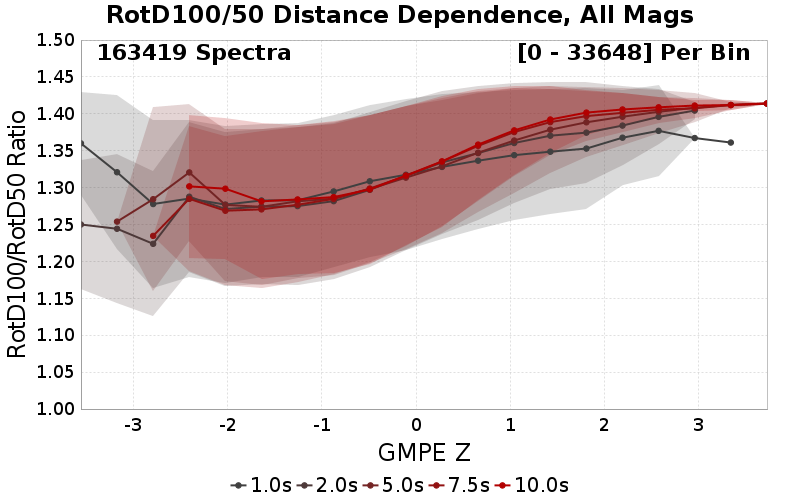 RotD100/50 Distance Dependence, All Mags
163419 Spectra
[0 - 33648] Per Bin
RotD100/RotD50 Ratio
1.50
1.45
1.40
1.35
1.30
1.25
1.20
1.15
1.10
1.05
1.00
-3 -2 -1 0 1 2 3
GMPE Z
1.0s 2.0s 5.0s 7.5s 10.0s